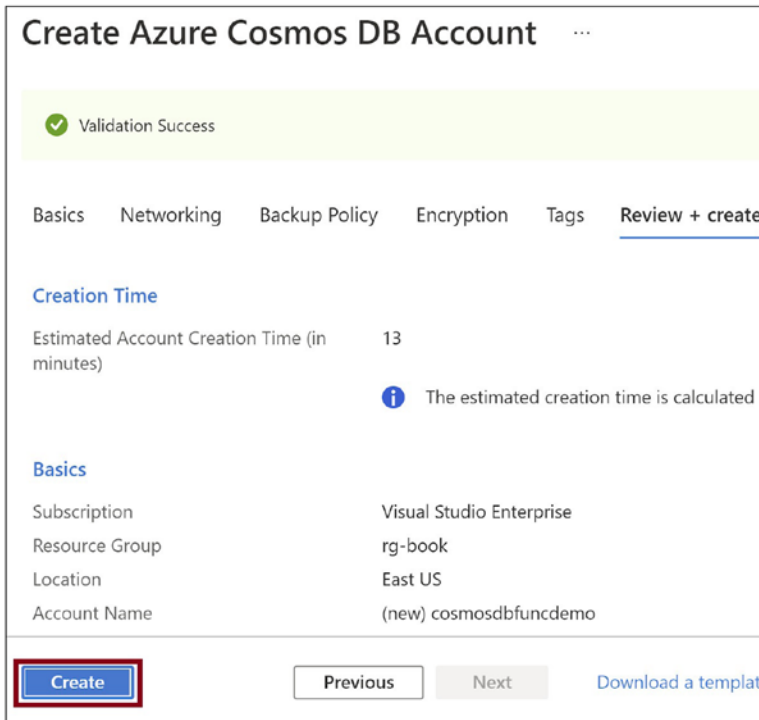 Create Azure Cosmos DB Account ...
Validation Success
Basics Networking Backup Policy Encryption Tags Review + create
Creation Time
Estimated Account Creation Time (in 13
minutes)
The estimated creation time is calculated
Basics
Subscription Visual Studio Enterprise
Resource Group rg-book
Location East US
Account Name (new) cosmosdbfuncdemo
Create Previous Next Download a templat